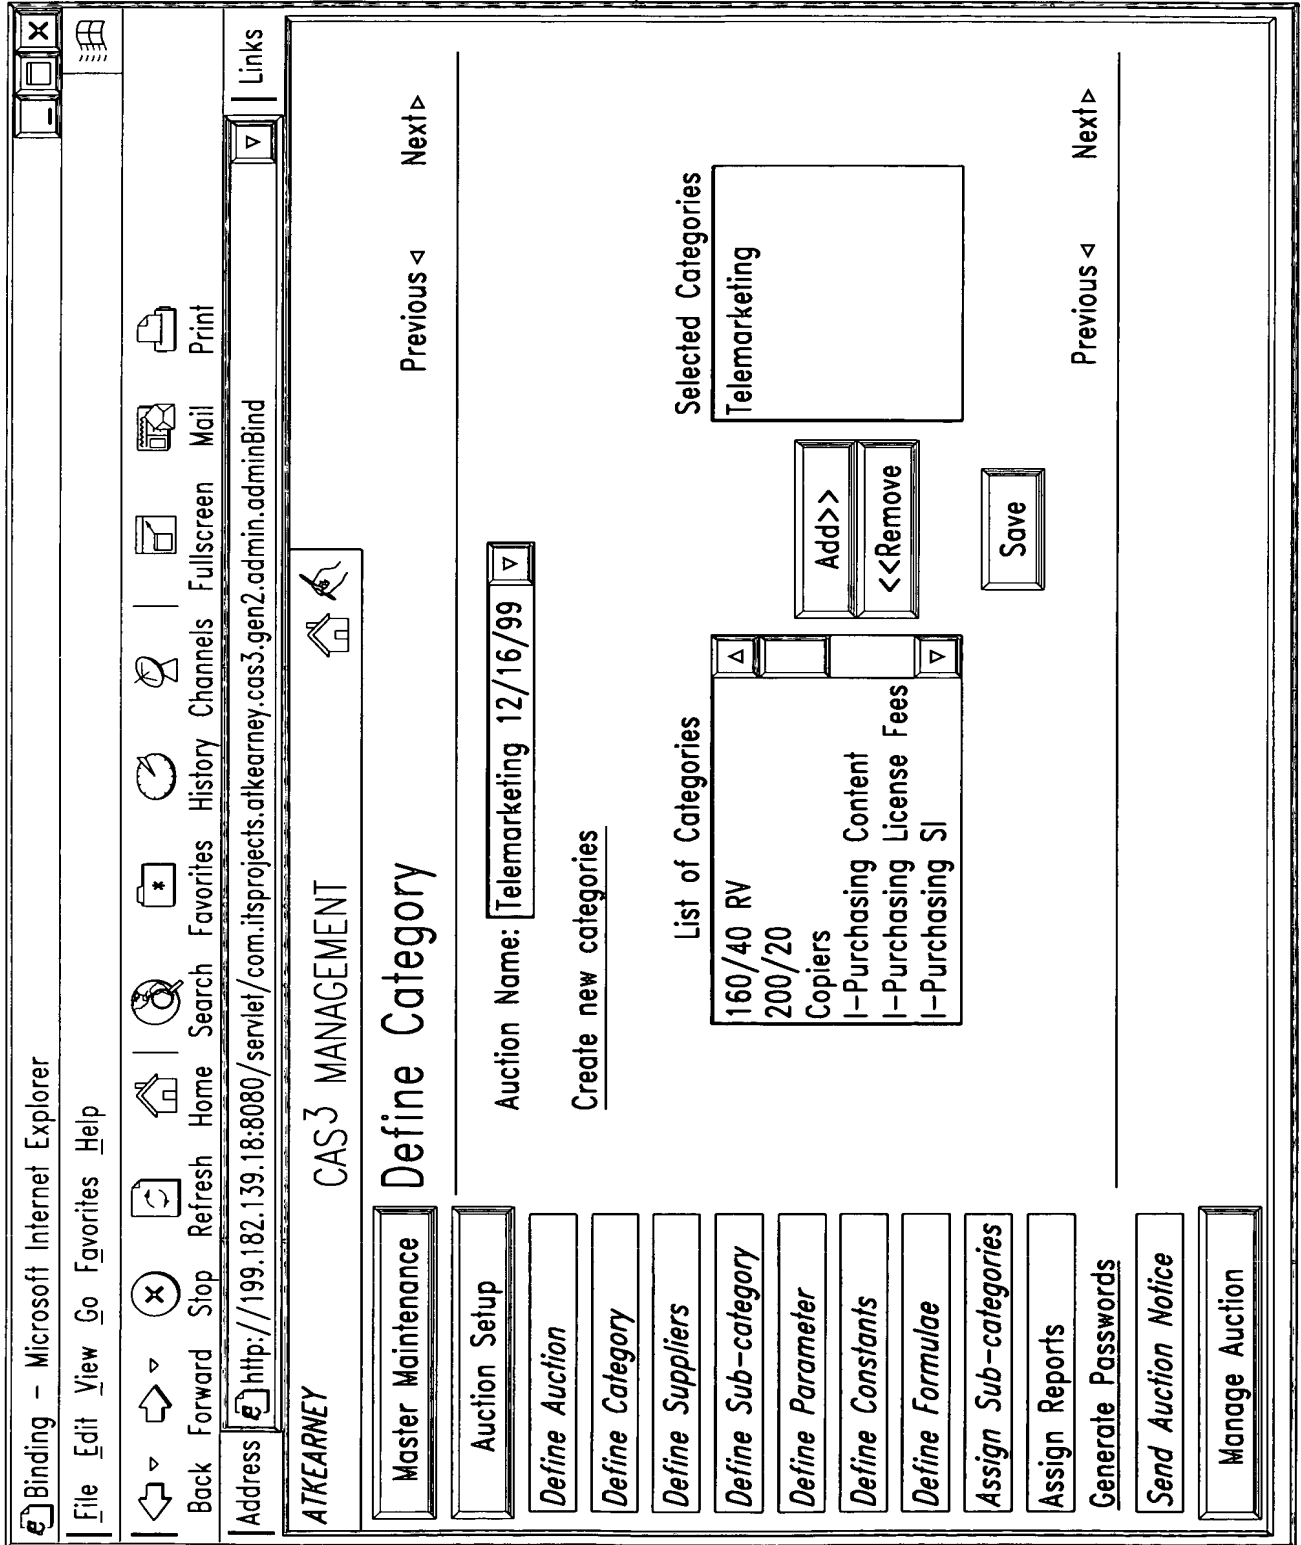 Binding - Microsoft Internet Explorer
File Edit View Go Favorites Help
Back Forward Stop Refresh Home Search Favorites History Channels Fullscreen Mail Print
Address http://199.182.139.18:8080/servlet/com.itsprojects.atkearney.cas3.gen2.admin.adminBind Links
ATKEARNEY CAS3 MANAGEMENT
Master Maintenance
Auction Setup
Define Auction
Define Category
Define Suppliers
Define Sub-category
Define Parameter
Define Constants
Define Formulae
Assign Sub-categories
Assign Reports
Generate Passwords
Send Auction Notice
Manage Auction
Define Category
Previous Next
Auction Name: Telemarketing 12/16/99
Create new categories
List of Categories
160/40 RV
200/20
Copiers
I-Purchasing Content
I-Purchasing License Fees
I-Purchasing SI
Add>>
<<Remove
Selected Categories
Telemarketing
Save
Previous Next